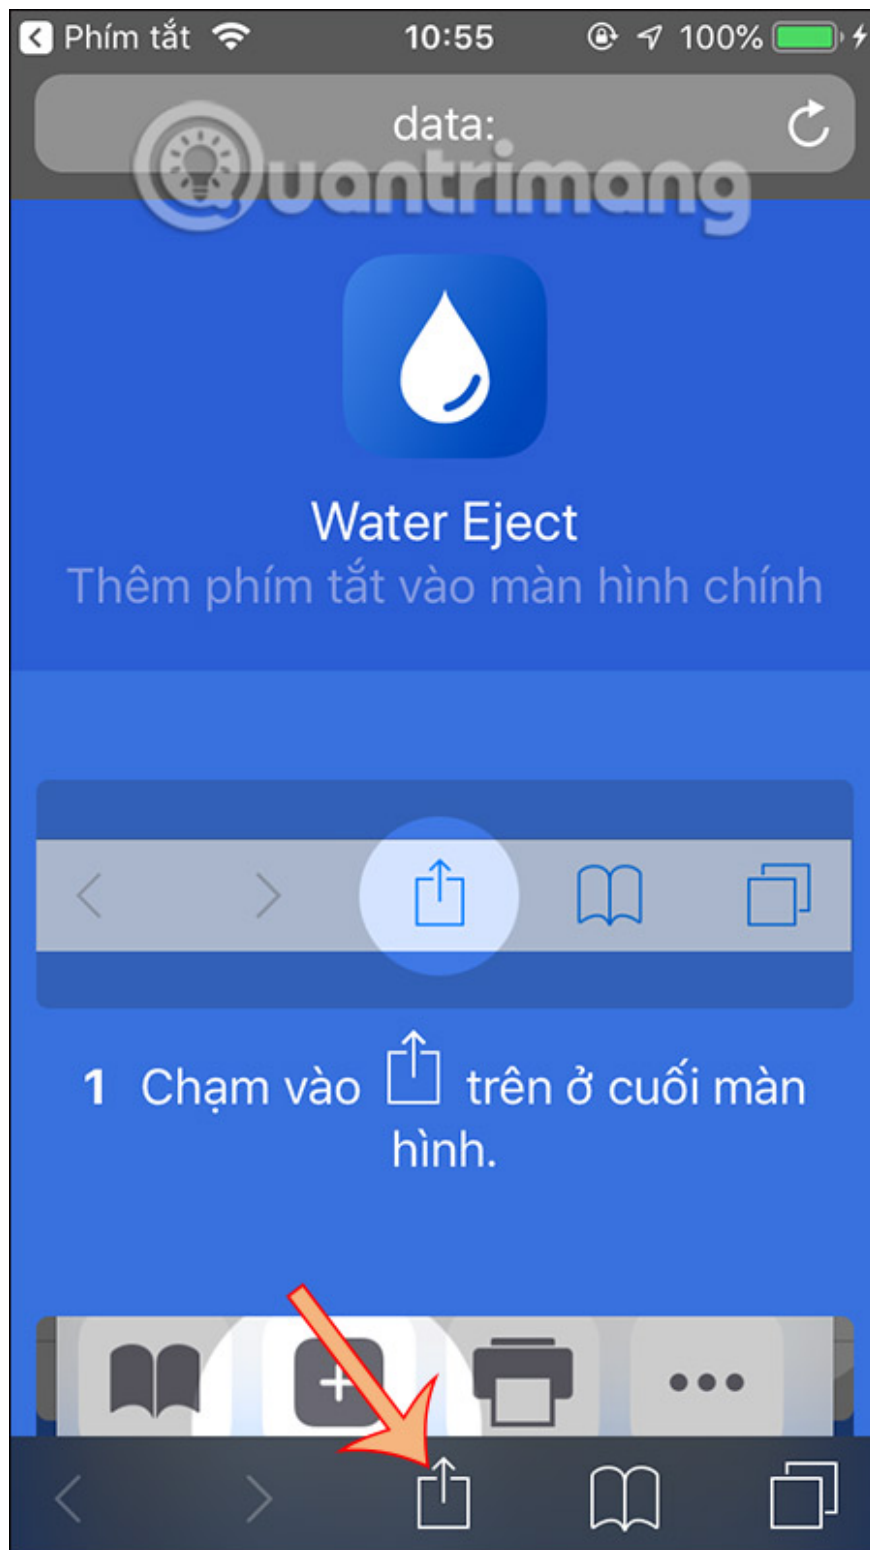 Phím tắt 10:55 100%
data:
Quantrimang
Water Eject
Thêm phím tắt vào màn hình chính
1 Chạm vào trên ở cuối màn
hình.